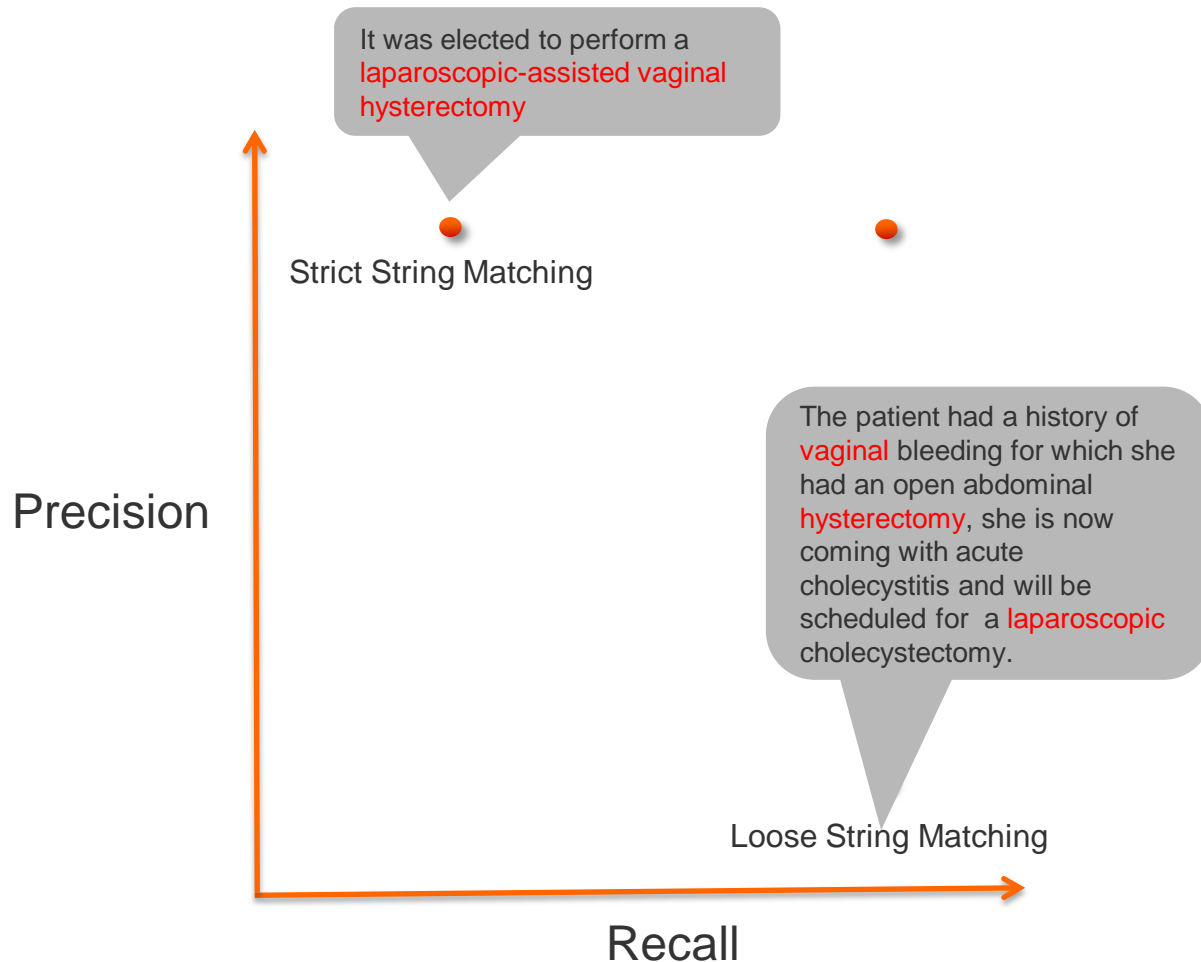 It was elected to perform a
laparoscopic-assisted vaginal
hysterectomy
Strict String Matching
Precision
The patient had a history of
vaginal bleeding for which she
had an open abdominal
hysterectomy, she is now
coming with acute
cholecystitis and will be
scheduled for  a laparoscopic
cholecystectomy.
Loose String Matching
Recall